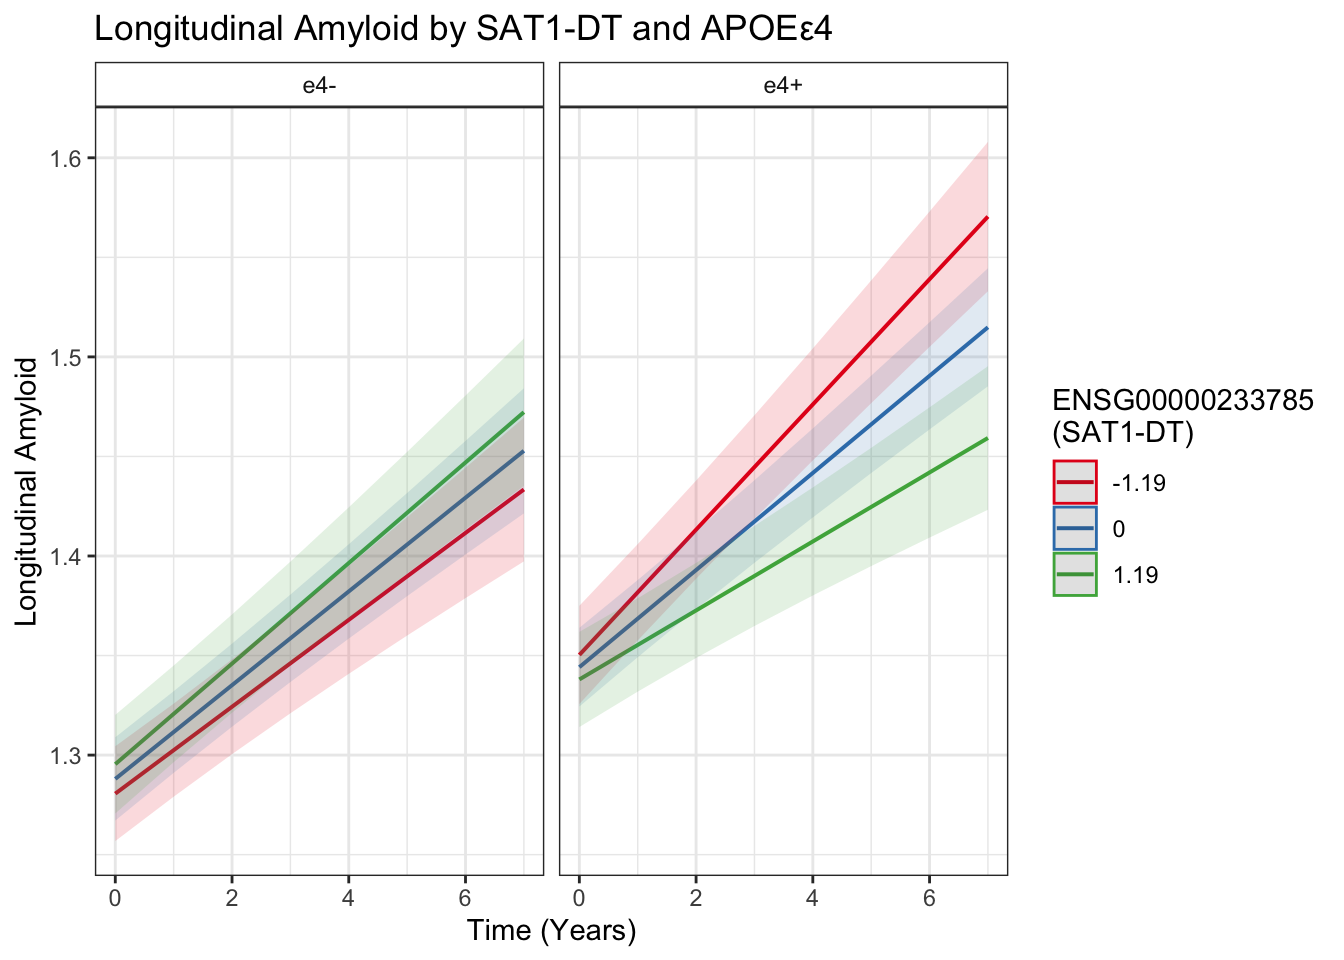 Longitudinal Amyloid by SAT1-DT and APOEε4
e4-
e4+
1.6
1.5
1.4
1.3
Longitudinal Amyloid
0
2
4
6
0
2
4
6
Time (Years)
ENSG00000233785
(SAT1-DT)
-1.19
0
1.19